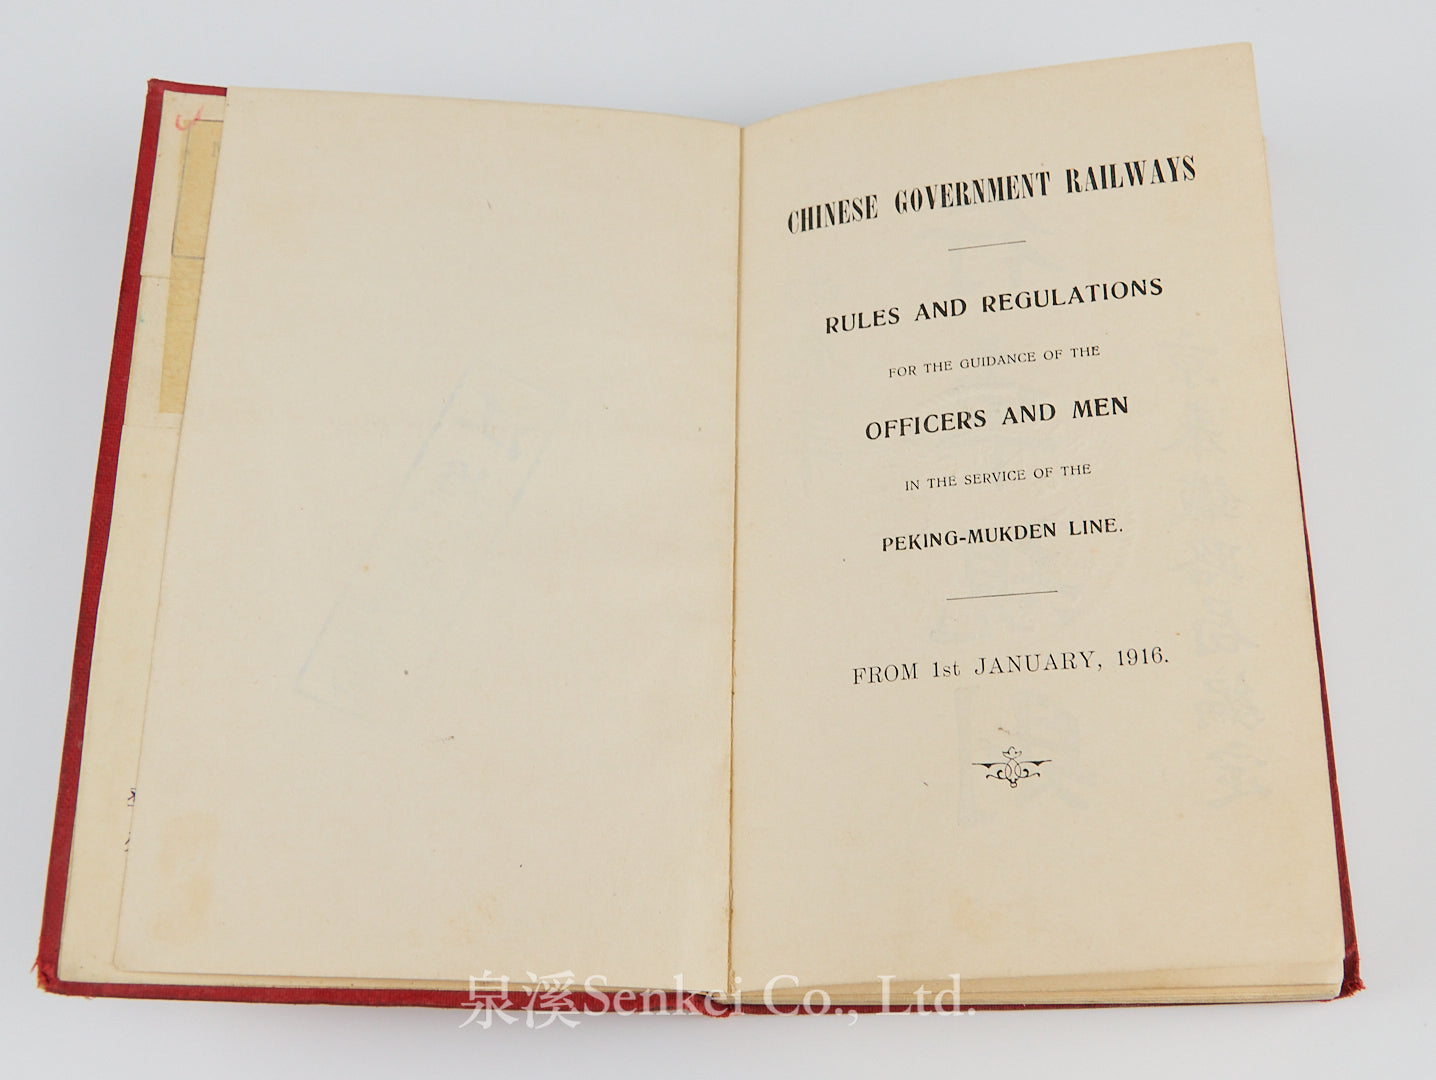 CHINESE GOVERNMENT RAILWAYS
RULES AND REGULATIONS
FOR THE GUIDANCE OF THE
OFFICERS AND MEN
IN THE SERVICE OF THE
PEKING-MUKDEN LINE.
FROM 1st JANUARY, 1916.
泉溪Senkei Co., Ltd.